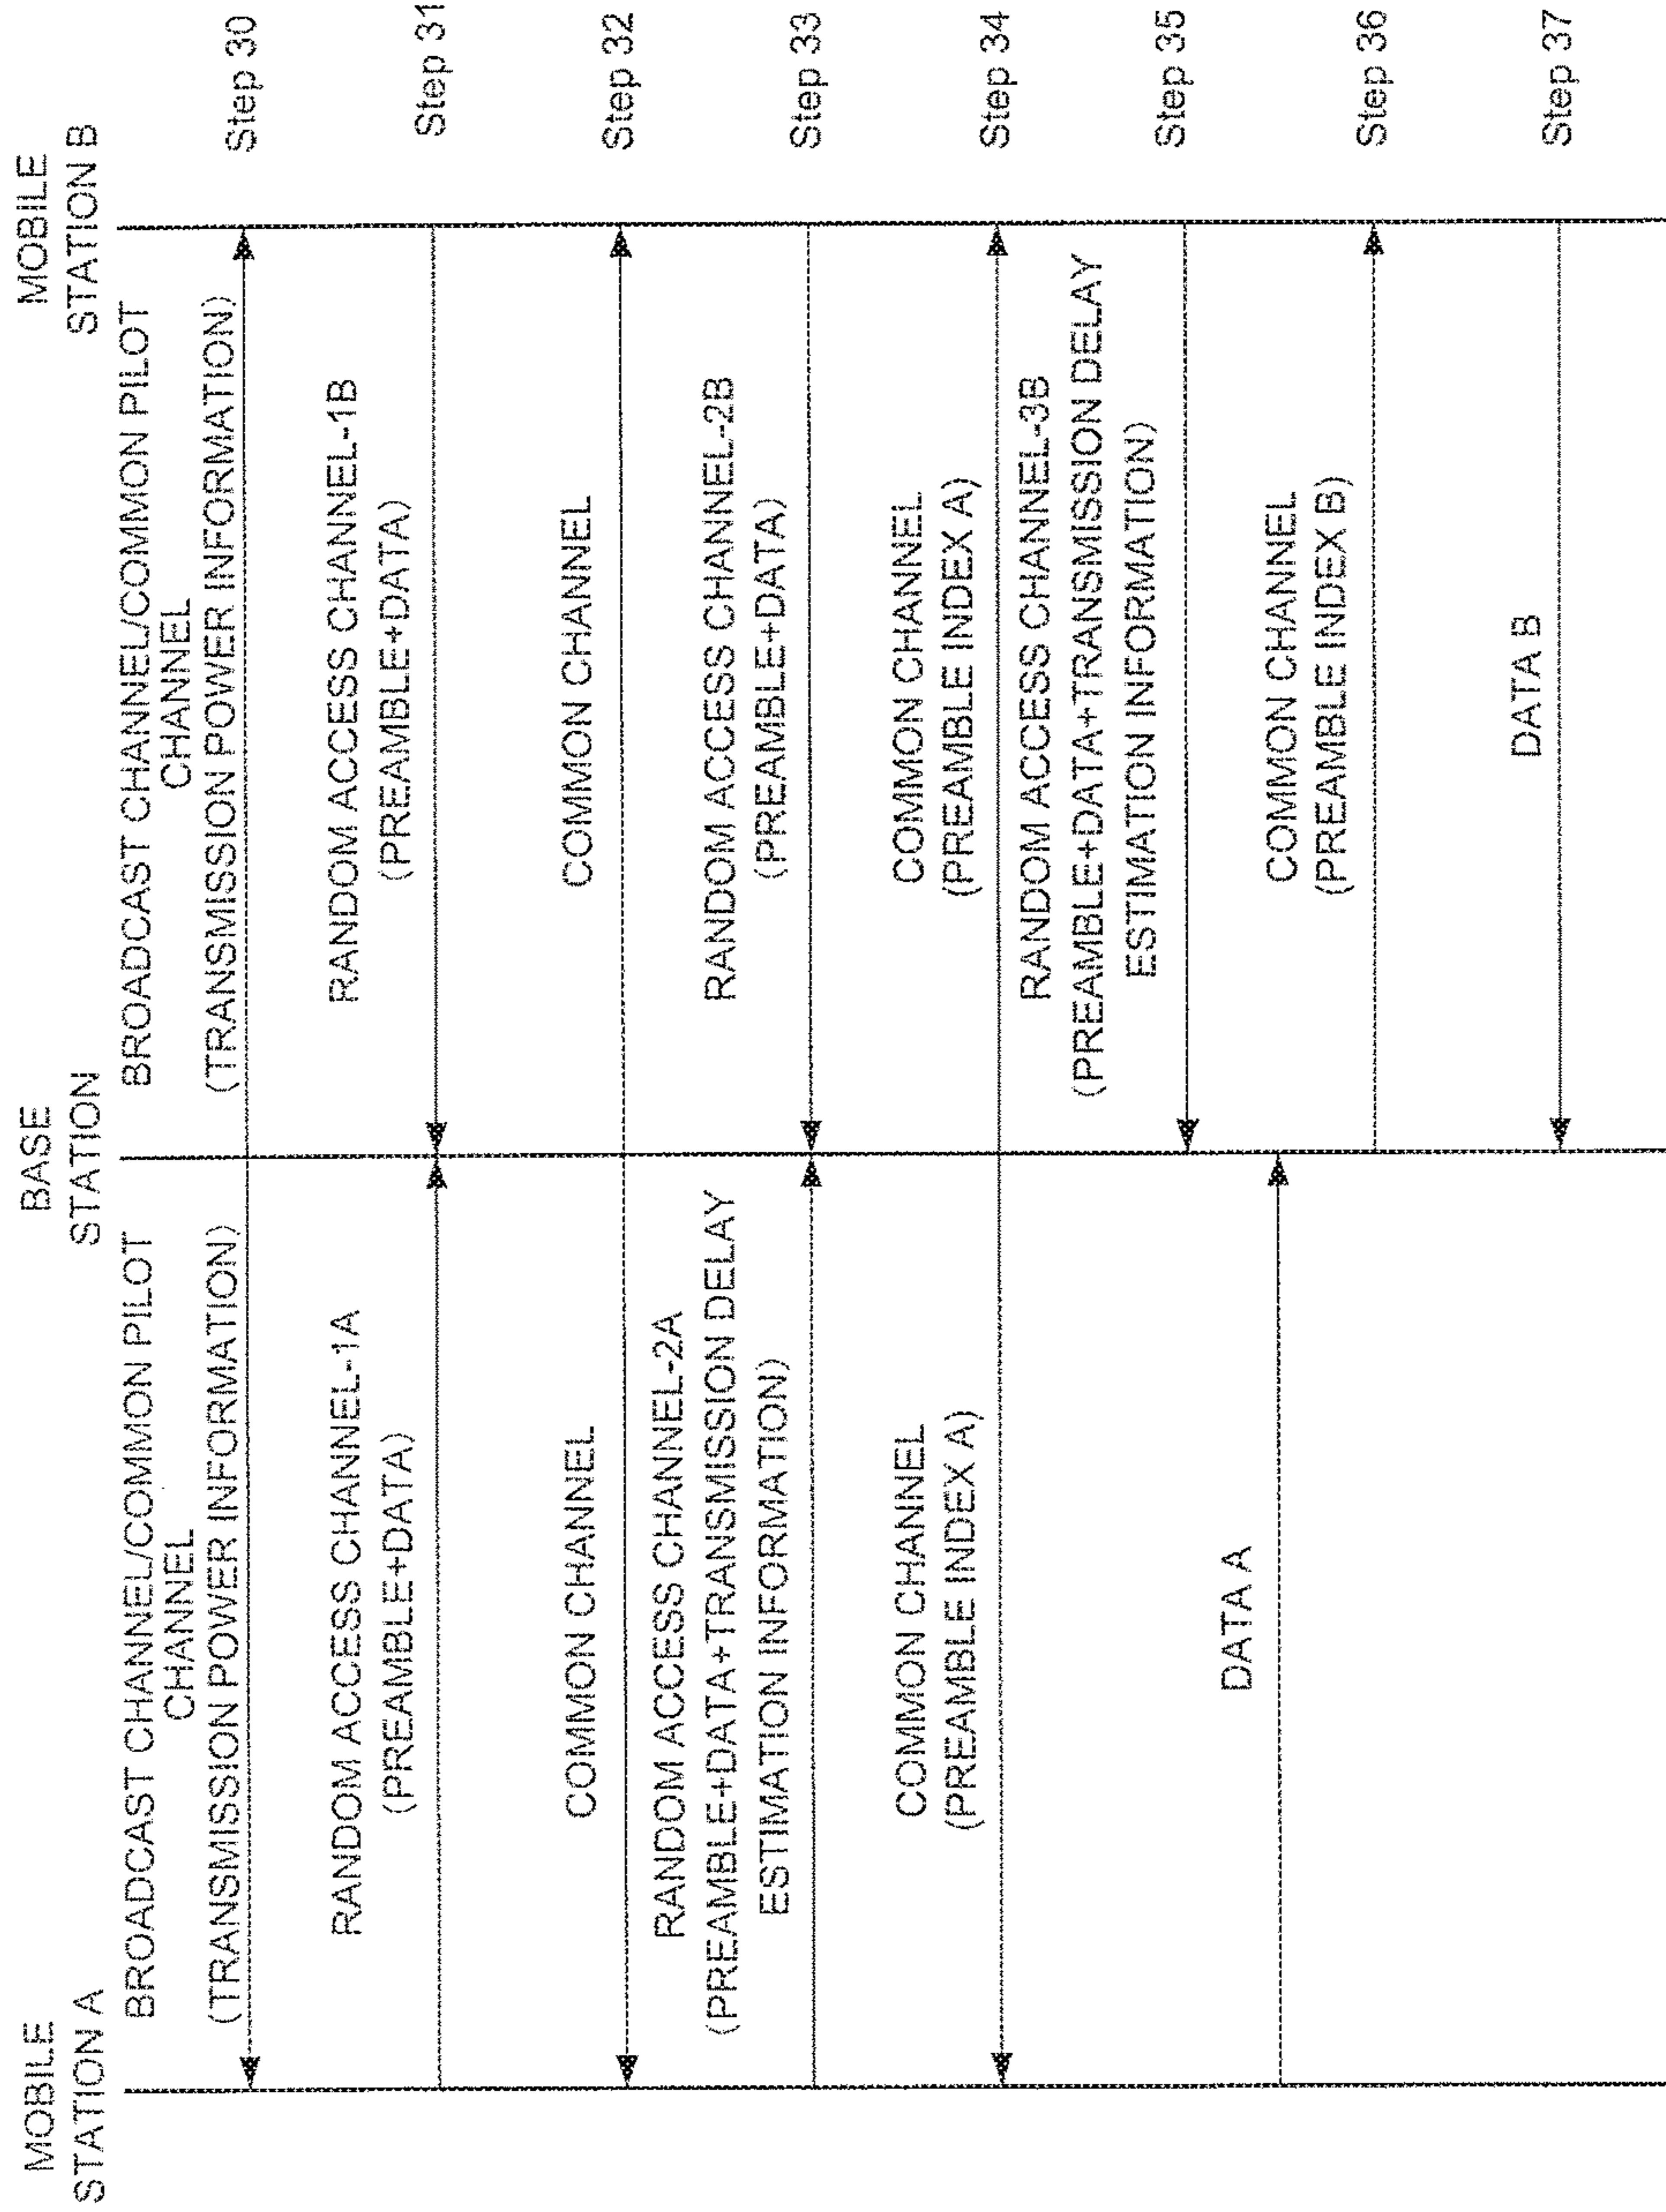 MOBILE
STATION A
BASE
STATION
MOBILE
STATION B
BROADCAST CHANNEL/COMMON PILOT
CHANNEL
(TRANSMISSION POWER INFORMATION)
BROADCAST CHANNEL/COMMON PILOT
CHANNEL
(TRANSMISSION POWER INFORMATION)
Step 30
RANDOM ACCESS CHANNEL-1A
(PREAMBLE+DATA)
RANDOM ACCESS CHANNEL-1B
(PREAMBLE+DATA)
Step 31
COMMON CHANNEL
COMMON CHANNEL
Step 32
RANDOM ACCESS CHANNEL-2A
(PREAMBLE+DATA+TRANSMISSION DELAY
ESTIMATION INFORMATION)
RANDOM ACCESS CHANNEL-2B
(PREAMBLE+DATA)
Step 33
COMMON CHANNEL
(PREAMBLE INDEX A)
COMMON CHANNEL
(PREAMBLE INDEX A)
Step 34
RANDOM ACCESS CHANNEL-3B
(PREAMBLE+DATA+TRANSMISSION DELAY
ESTIMATION INFORMATION)
Step 35
DATA A
COMMON CHANNEL
(PREAMBLE INDEX B)
Step 36
DATA B
Step 37